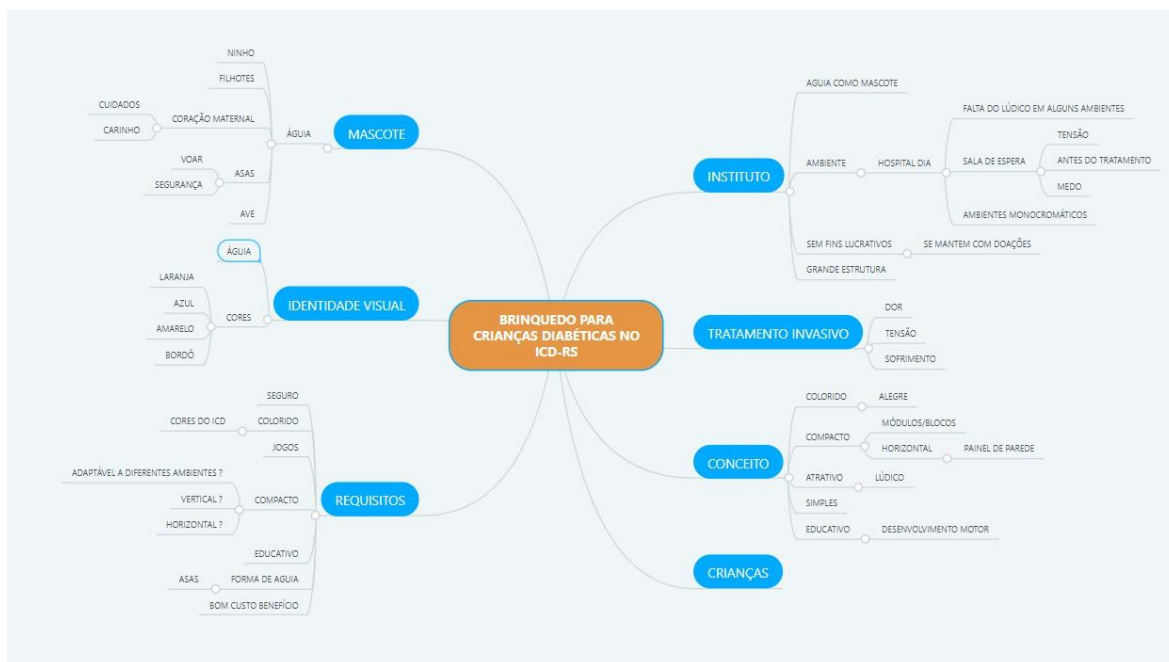 BRINQUEDO PARA
CRIANÇAS DIABÉTICAS NO
ICD-RS
MASCOTE
ÁGUIA
NINHO
FILHOTES
CORAÇÃO MATERNAL
CUIDADOS
CARINHO
ASAS
VOAR
SEGURANÇA
AVE
IDENTIDADE VISUAL
ÁGUIA
CORES
LARANJA
AZUL
AMARELO
BORDÔ
REQUISITOS
SEGURO
COLORIDO
CORES DO ICD
JOGOS
COMPACTO
ADAPTÁVEL A DIFERENTES AMBIENTES ?
VERTICAL ?
HORIZONTAL ?
EDUCATIVO
FORMA DE AGUIA
ASAS
BOM CUSTO BENEFÍCIO
INSTITUTO
AGUIA COMO MASCOTE
AMBIENTE
HOSPITAL DIA
FALTA DO LÚDICO EM ALGUNS AMBIENTES
SALA DE ESPERA
TENSÃO
ANTES DO TRATAMENTO
MEDO
AMBIENTES MONOCROMÁTICOS
SEM FINS LUCRATIVOS
SE MANTEM COM DOAÇÕES
GRANDE ESTRUTURA
TRATAMENTO INVASIVO
DOR
TENSÃO
SOFRIMENTO
CONCEITO
COLORIDO
ALEGRE
COMPACTO
MÓDULOS/BLOCOS
HORIZONTAL
PAINEL DE PAREDE
ATRATIVO
LÚDICO
SIMPLES
EDUCATIVO
DESENVOLVIMENTO MOTOR
CRIANÇAS